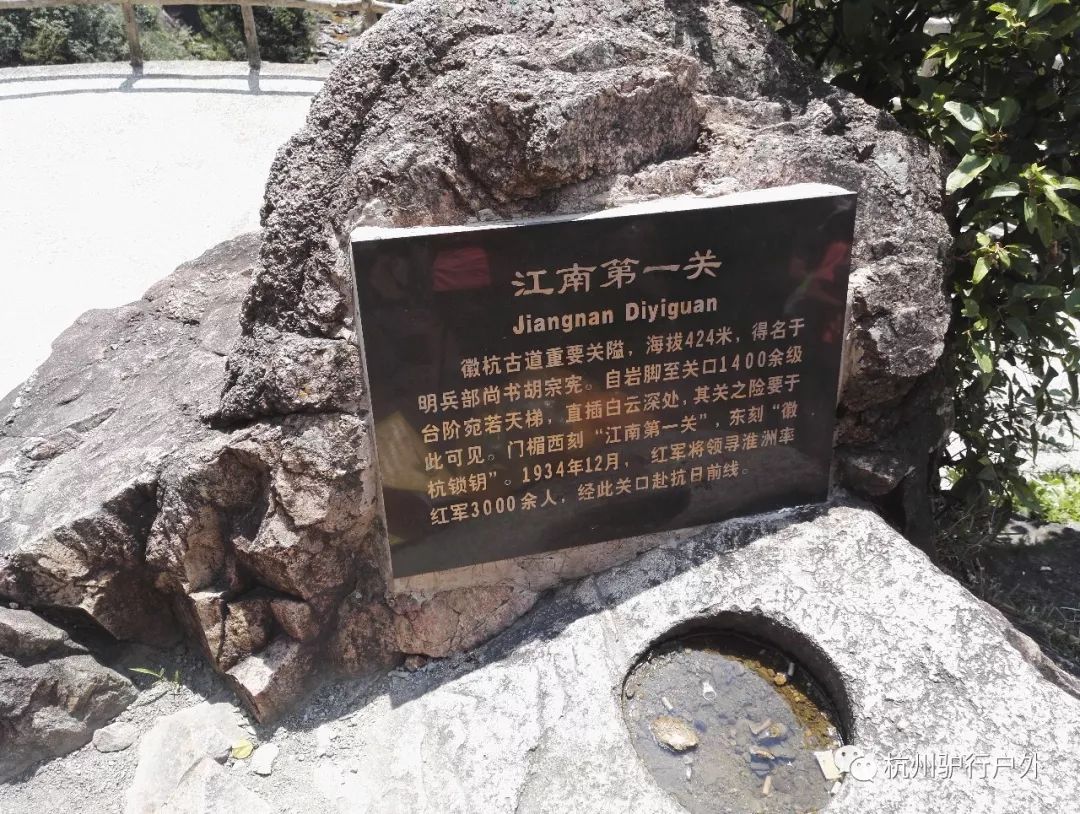 江南第一关
Jiangnan Diyiguan
徽杭古道重要关隘，海拔424米，得名于
明兵部尚书胡宗宪。自岩脚至关口1400余级
台阶宛若天梯，直插白云深处，其关之险要于
此可见。门楣西刻“江南第一关”，东刻“徽
杭锁钥”。1934年12月，红军将领寻淮洲率
红军3000余人，经此关口赴抗日前线。
杭州驴行户外